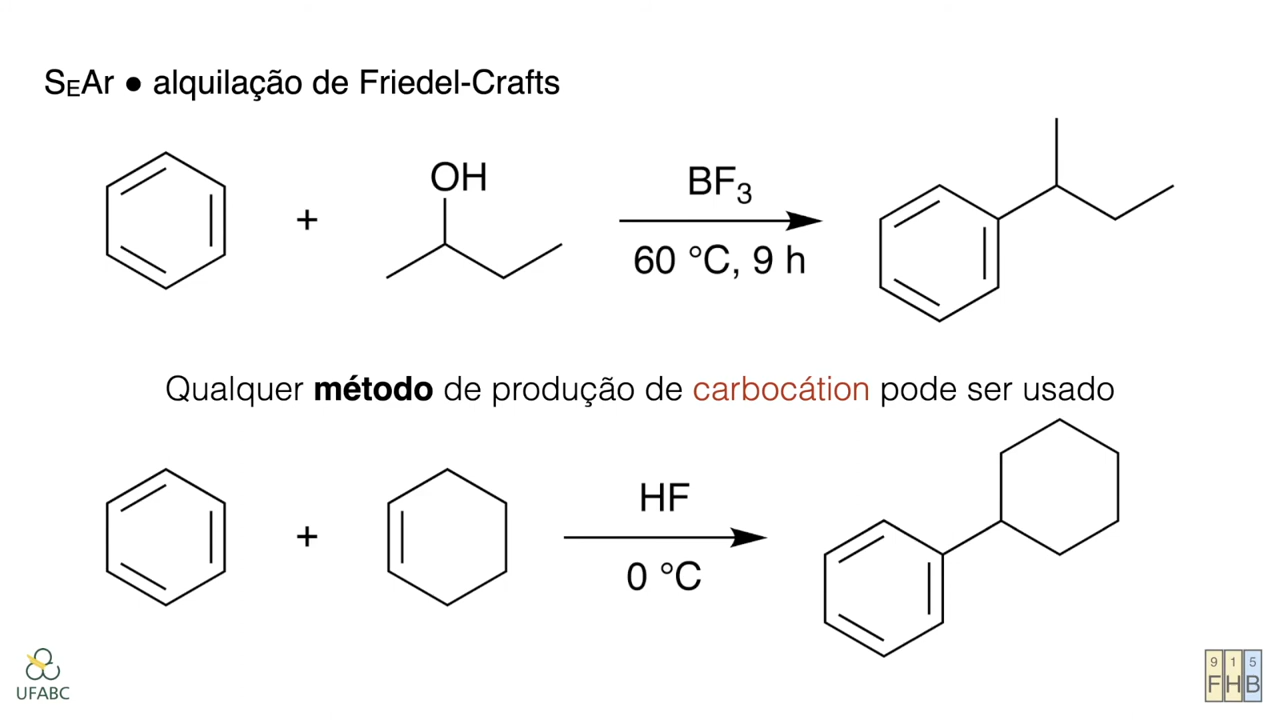 SEAr ● alquilação de Friedel-Crafts
+
OH
BF3
60 °C, 9 h
Qualquer método de produção de carbocátion pode ser usado
+
HF
0 °C
UFABC
9 1 5
F H B